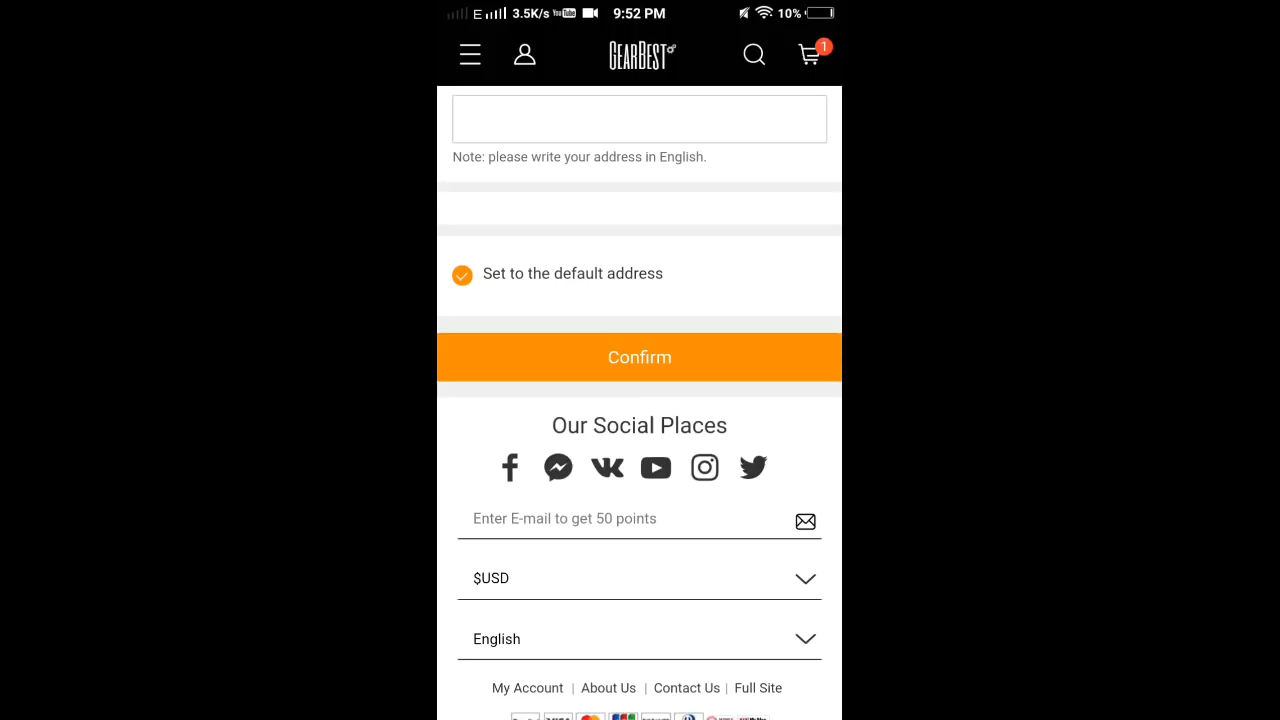 E 3.5K/s YouTube 9:52 PM 10%
GEARBEST 1
Note: please write your address in English.
Set to the default address
Confirm
Our Social Places
Enter E-mail to get 50 points
$USD
English
My Account | About Us | Contact Us | Full Site